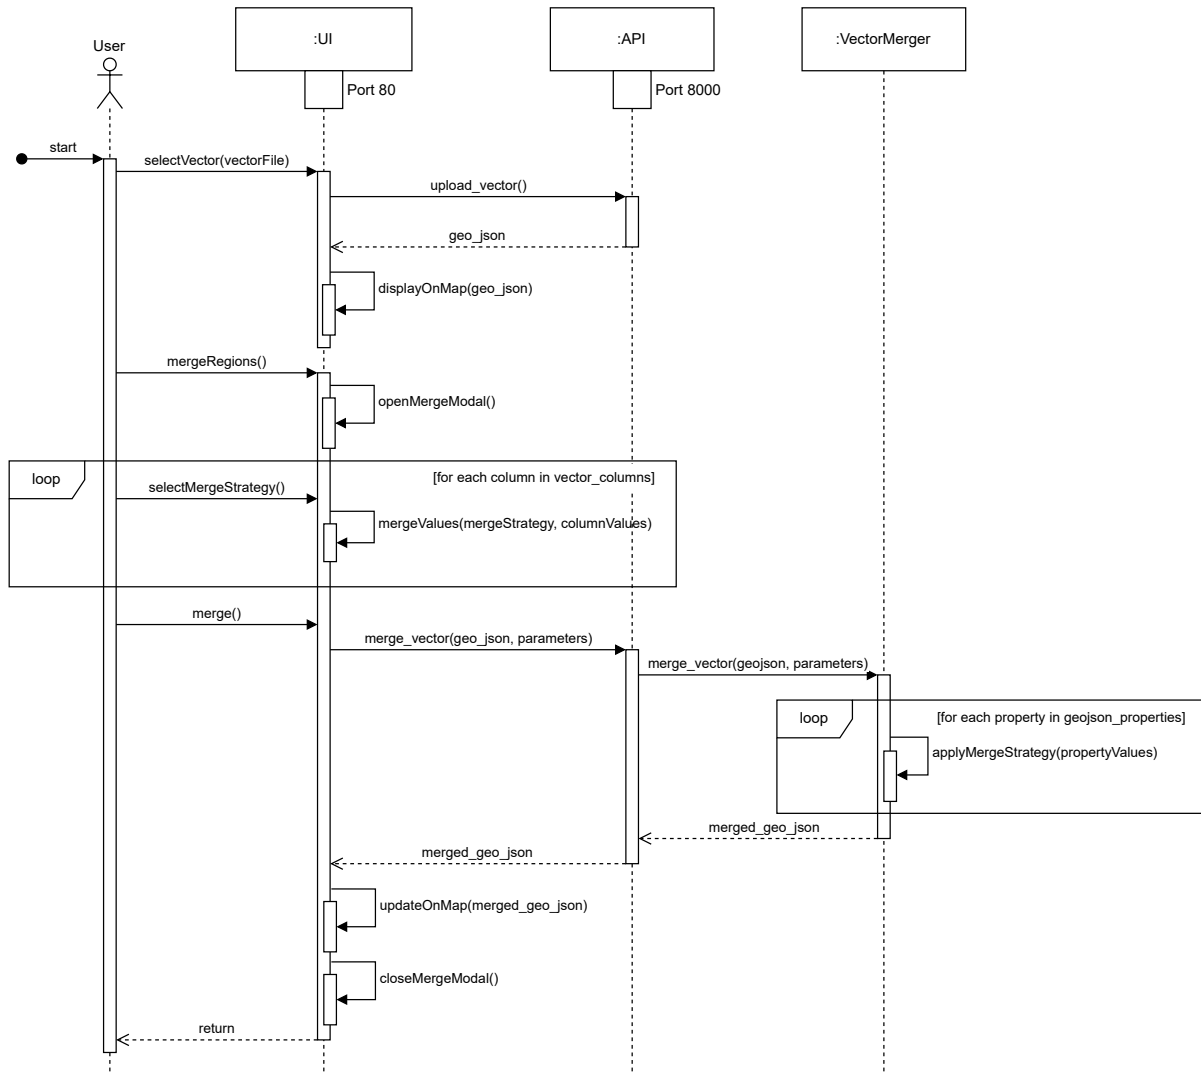 User
:UI
:API
:VectorMerger
Port 80
Port 8000
start
selectVector(vectorFile)
upload_vector()
geo_json
displayOnMap(geo_json)
mergeRegions()
openMergeModal()
loop
[for each column in vector_columns]
selectMergeStrategy()
mergeValues(mergeStrategy, columnValues)
merge()
merge_vector(geo_json, parameters)
merge_vector(geojson, parameters)
loop
[for each property in geojson_properties]
applyMergeStrategy(propertyValues)
merged_geo_json
merged_geo_json
updateOnMap(merged_geo_json)
closeMergeModal()
return